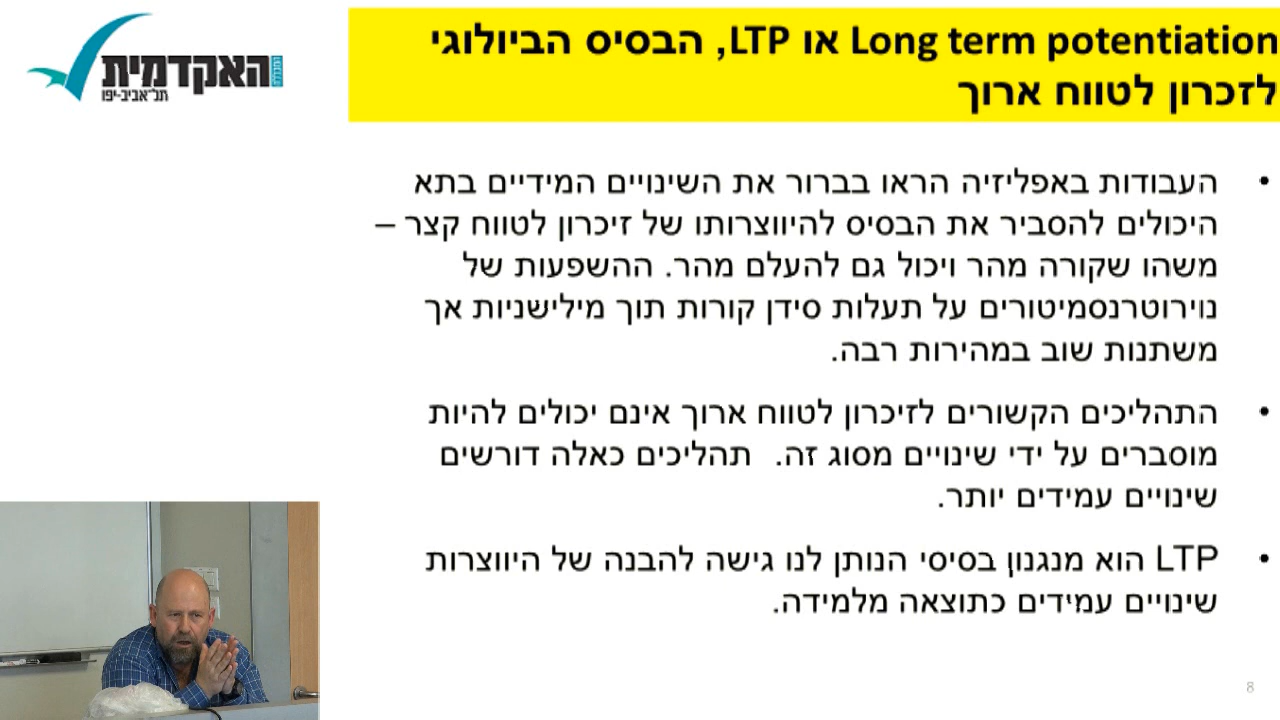 האקדמית
תל־אביב-יפו
Long term potentiation או LTP, הבסיס הביולוגי
לזכרון לטווח ארוך
• העבודות באפליזיה הראו בברור את השינויים המידיים בתא
היכולים להסביר את הבסיס להיווצרותו של זיכרון לטווח קצר –
משהו שקורה מהר ויכול גם להעלם מהר. ההשפעות של
נוירוטרנסמיטורים על תעלות סידן קורות תוך מילישניות אך
משתנות שוב במהירות רבה.
• התהליכים הקשורים לזיכרון לטווח ארוך אינם יכולים להיות
מוסברים על ידי שינויים מסוג זה. תהליכים כאלה דורשים
שינויים עמידים יותר.
• LTP הוא מנגנון בסיסי הנותן לנו גישה להבנה של היווצרות
שינויים עמידים כתוצאה מלמידה.
8